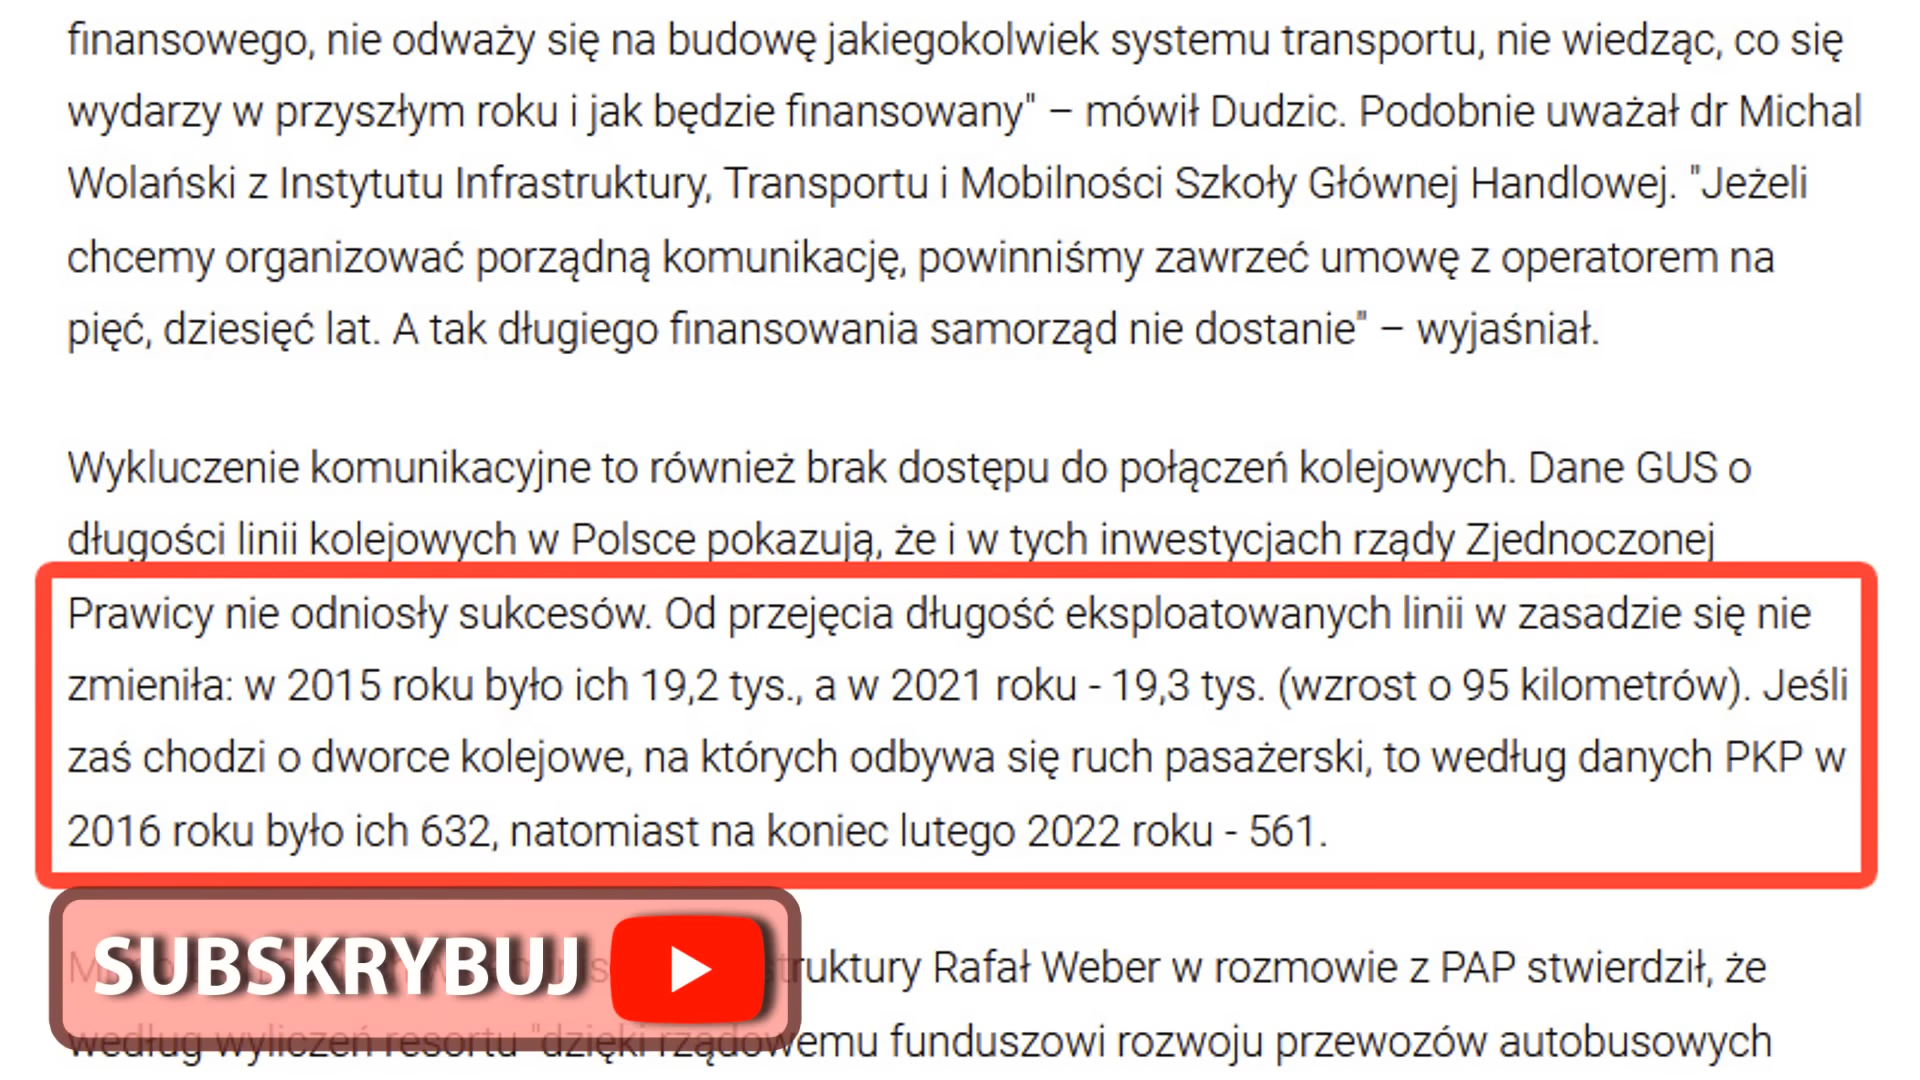 finansowego, nie odważy się na budowę jakiegokolwiek systemu transportu, nie wiedząc, co się
wydarzy w przyszłym roku i jak będzie finansowany" – mówił Dudzic. Podobnie uważał dr Michal
Wolański z Instytutu Infrastruktury, Transportu i Mobilności Szkoły Głównej Handlowej. "Jeżeli
chcemy organizować porządną komunikację, powinniśmy zawrzeć umowę z operatorem na
pięć, dziesięć lat. A tak długiego finansowania samorząd nie dostanie" – wyjaśniał.
Wykluczenie komunikacyjne to również brak dostępu do połączeń kolejowych. Dane GUS o
długości linii kolejowych w Polsce pokazują, że i w tych inwestycjach rządy Zjednoczonej
Prawicy nie odniosły sukcesów. Od przejęcia długość eksploatowanych linii w zasadzie się nie
zmieniła: w 2015 roku było ich 19,2 tys., a w 2021 roku - 19,3 tys. (wzrost o 95 kilometrów). Jeśli
zaś chodzi o dworce kolejowe, na których odbywa się ruch pasażerski, to według danych PKP w
2016 roku było ich 632, natomiast na koniec lutego 2022 roku - 561.
SUBSKRYBUJ
Rafał Weber w rozmowie z PAP stwierdził, że
według wyliczeń resortu "dzięki rządowemu funduszowi rozwoju przewozów autobusowych